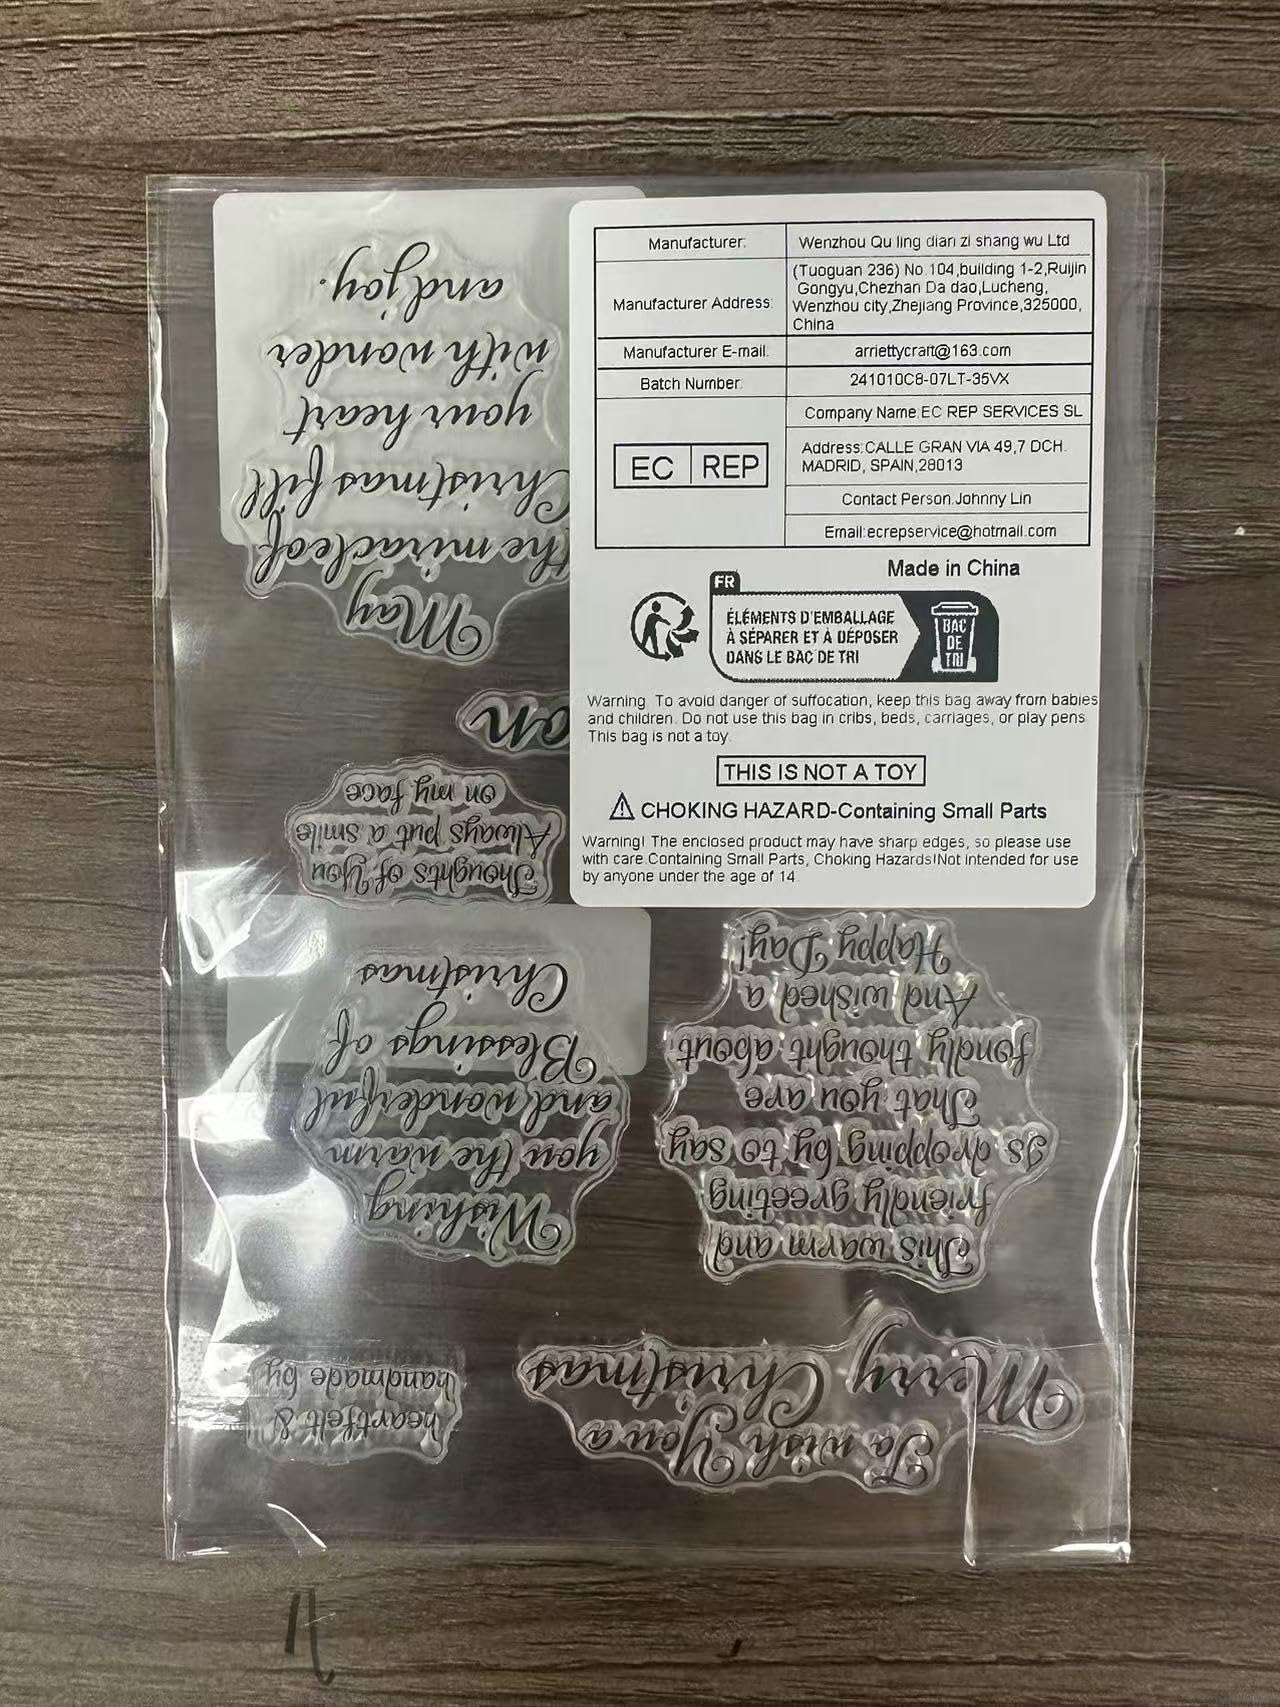 Manufacturer:
Wenzhou Qu ling dian zi shang wu Ltd
Manufacturer Address:
(Tuoguan 236) No.104,building 1-2,Ruijin
Gongyu,Chezhan Da dao,Lucheng,
Wenzhou city,Zhejiang Province,325000,
China
Manufacturer E-mail:
arriettycraft@163.com
Batch Number:
241010C8-07LT-35VX
EC REP
Company Name:EC REP SERVICES SL
Address:CALLE GRAN VIA 49,7 DCH.
MADRID, SPAIN,28013
Contact Person:Johnny Lin
Email:ecrepservice@hotmail.com
Made in China
FR
ÉLÉMENTS D'EMBALLAGE
À SÉPARER ET À DÉPOSER
DANS LE BAC DE TRI
BAC
DE
TRI
Warning: To avoid danger of suffocation, keep this bag away from babies
and children. Do not use this bag in cribs, beds, carriages, or play pens.
This bag is not a toy.
THIS IS NOT A TOY
CHOKING HAZARD-Containing Small Parts
Warning! The enclosed product may have sharp edges, so please use
with care.Containing Small Parts, Choking Hazards!Not intended for use
by anyone under the age of 14.
To wish You a
Merry Christmas
heartfelt &
handmade by
This warm and
friendly greeting
Is dropping by to say
That you are
fondly thought about
And wished a
Happy Day!
Wishing
you the warm
and wonderful
Blessings of
Christmas
Thoughts of You
Always put a smile
on my face
on
May
the miracle of
Christmas fill
your heart
with wonder
and joy.